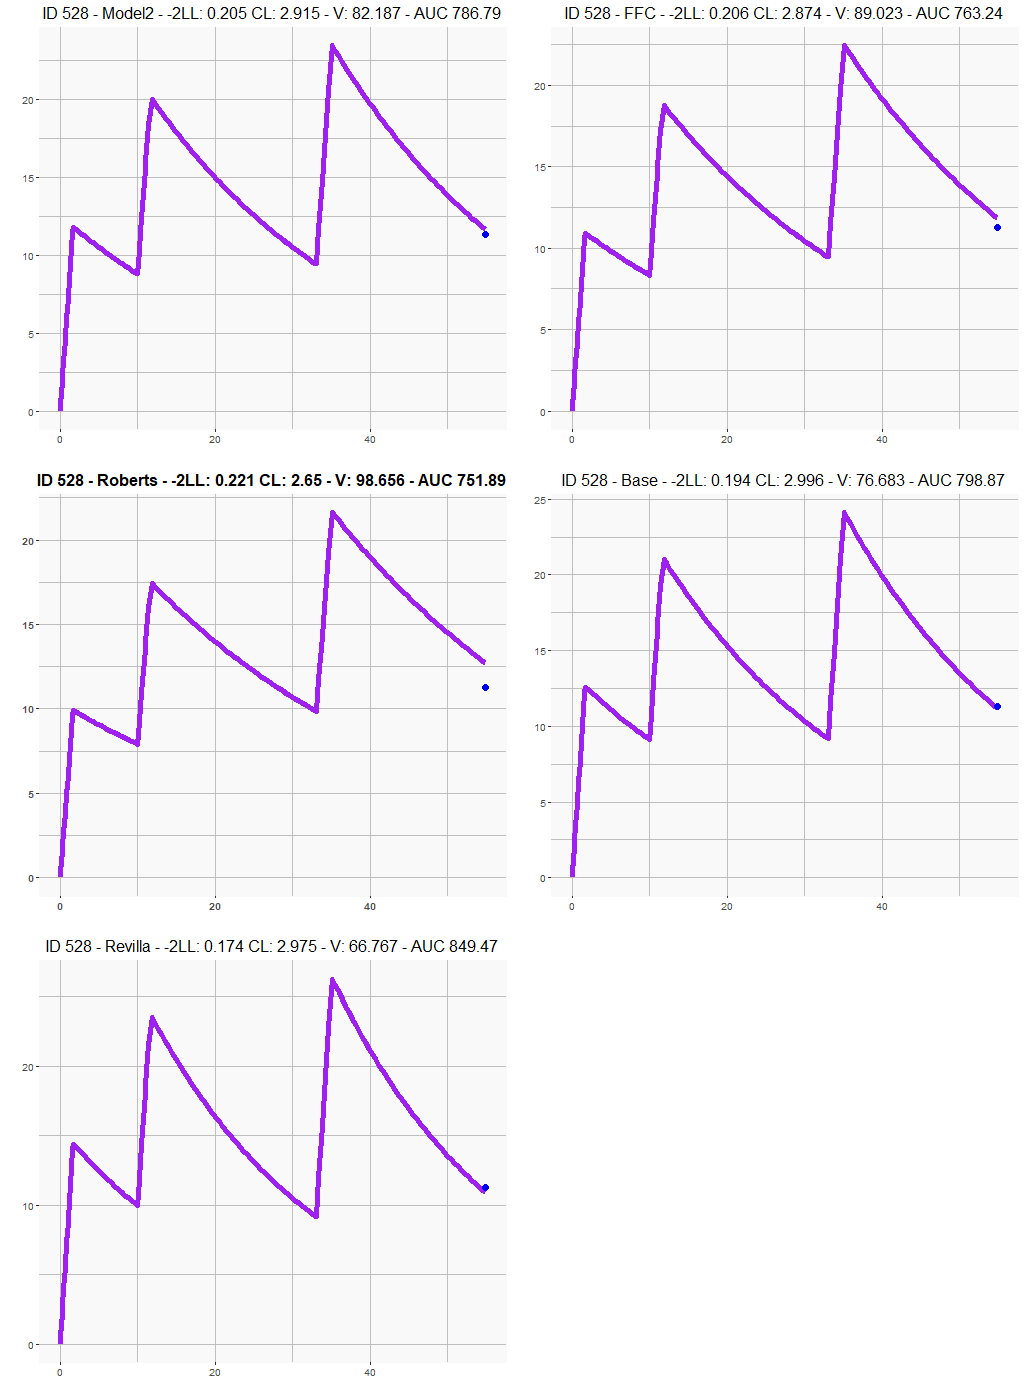 ID 528 - Model2 - -2LL: 0.205 CL: 2.915 - V: 82.187 - AUC 786.79
20
15
10
5
0
0 20 40
ID 528 - FFC - -2LL: 0.206 CL: 2.874 - V: 89.023 - AUC 763.24
20
15
10
5
0
0 20 40
ID 528 - Roberts - -2LL: 0.221 CL: 2.65 - V: 98.656 - AUC 751.89
20
15
10
5
0
0 20 40
ID 528 - Base - -2LL: 0.194 CL: 2.996 - V: 76.683 - AUC 798.87
25
20
15
10
5
0
0 20 40
ID 528 - Revilla - -2LL: 0.174 CL: 2.975 - V: 66.767 - AUC 849.47
20
10
0
0 20 40